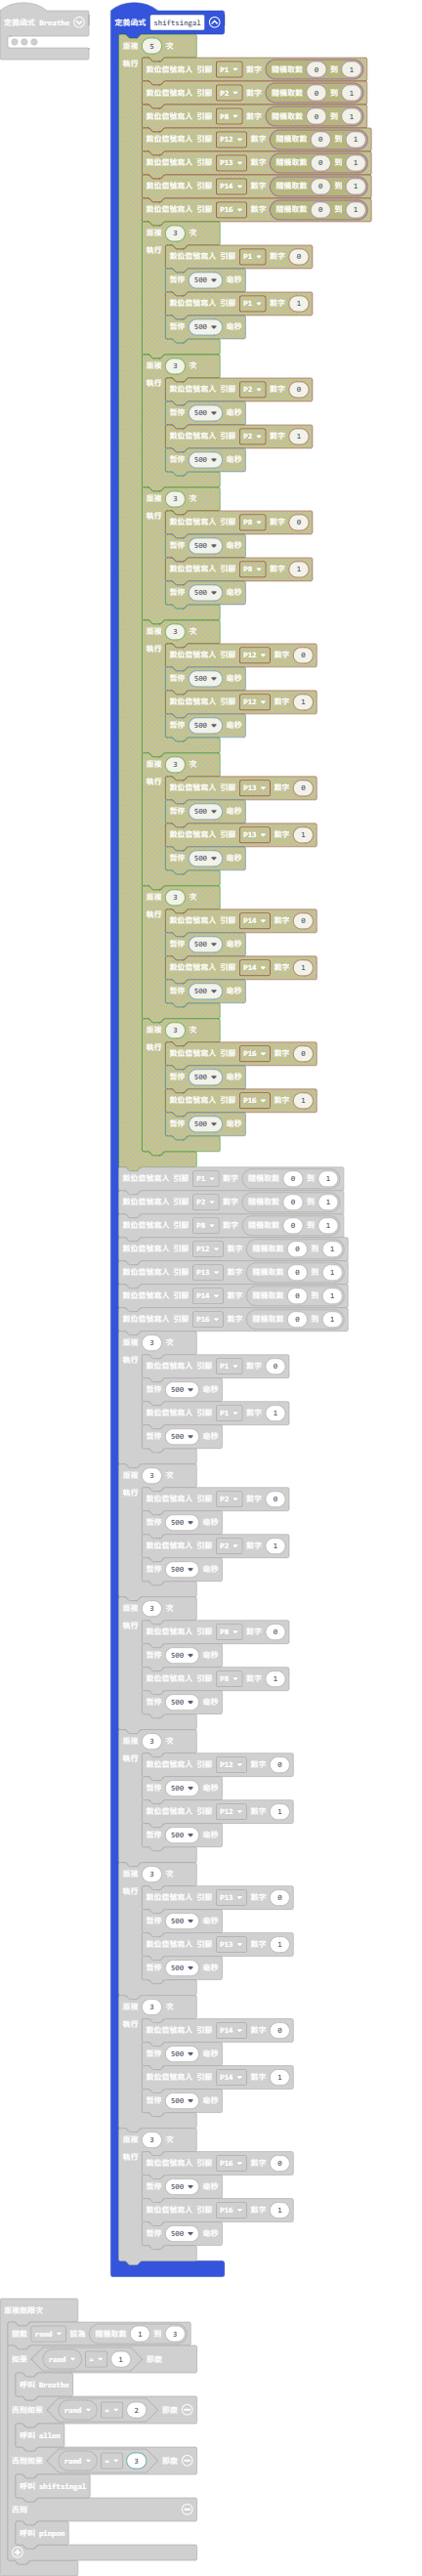 定義函式 Breathe
定義函式 shiftsingal
重複 5 次
執行
數位信號寫入 引腳 P1 數字 隨機取數 0 到 1
數位信號寫入 引腳 P2 數字 隨機取數 0 到 1
數位信號寫入 引腳 P8 數字 隨機取數 0 到 1
數位信號寫入 引腳 P12 數字 隨機取數 0 到 1
數位信號寫入 引腳 P13 數字 隨機取數 0 到 1
數位信號寫入 引腳 P14 數字 隨機取數 0 到 1
數位信號寫入 引腳 P16 數字 隨機取數 0 到 1
重複 3 次
執行
數位信號寫入 引腳 P1 數字 0
暫停 500 毫秒
數位信號寫入 引腳 P1 數字 1
暫停 500 毫秒
重複 3 次
執行
數位信號寫入 引腳 P2 數字 0
暫停 500 毫秒
數位信號寫入 引腳 P2 數字 1
暫停 500 毫秒
重複 3 次
執行
數位信號寫入 引腳 P8 數字 0
暫停 500 毫秒
數位信號寫入 引腳 P8 數字 1
暫停 500 毫秒
重複 3 次
執行
數位信號寫入 引腳 P12 數字 0
暫停 500 毫秒
數位信號寫入 引腳 P12 數字 1
暫停 500 毫秒
重複 3 次
執行
數位信號寫入 引腳 P13 數字 0
暫停 500 毫秒
數位信號寫入 引腳 P13 數字 1
暫停 500 毫秒
重複 3 次
執行
數位信號寫入 引腳 P14 數字 0
暫停 500 毫秒
數位信號寫入 引腳 P14 數字 1
暫停 500 毫秒
重複 3 次
執行
數位信號寫入 引腳 P16 數字 0
暫停 500 毫秒
數位信號寫入 引腳 P16 數字 1
暫停 500 毫秒
數位信號寫入 引腳 P1 數字 隨機取數 0 到 1
數位信號寫入 引腳 P2 數字 隨機取數 0 到 1
數位信號寫入 引腳 P8 數字 隨機取數 0 到 1
數位信號寫入 引腳 P12 數字 隨機取數 0 到 1
數位信號寫入 引腳 P13 數字 隨機取數 0 到 1
數位信號寫入 引腳 P14 數字 隨機取數 0 到 1
數位信號寫入 引腳 P16 數字 隨機取數 0 到 1
重複 3 次
執行
數位信號寫入 引腳 P1 數字 0
暫停 500 毫秒
數位信號寫入 引腳 P1 數字 1
暫停 500 毫秒
重複 3 次
執行
數位信號寫入 引腳 P2 數字 0
暫停 500 毫秒
數位信號寫入 引腳 P2 數字 1
暫停 500 毫秒
重複 3 次
執行
數位信號寫入 引腳 P8 數字 0
暫停 500 毫秒
數位信號寫入 引腳 P8 數字 1
暫停 500 毫秒
重複 3 次
執行
數位信號寫入 引腳 P12 數字 0
暫停 500 毫秒
數位信號寫入 引腳 P12 數字 1
暫停 500 毫秒
重複 3 次
執行
數位信號寫入 引腳 P13 數字 0
暫停 500 毫秒
數位信號寫入 引腳 P13 數字 1
暫停 500 毫秒
重複 3 次
執行
數位信號寫入 引腳 P14 數字 0
暫停 500 毫秒
數位信號寫入 引腳 P14 數字 1
暫停 500 毫秒
重複 3 次
執行
數位信號寫入 引腳 P16 數字 0
暫停 500 毫秒
數位信號寫入 引腳 P16 數字 1
暫停 500 毫秒
重複無限次
變數 rand 設為 隨機取數 1 到 3
如果 rand = 1 那麼
呼叫 Breathe
否則如果 rand = 2 那麼
呼叫 allon
否則如果 rand = 3 那麼
呼叫 shiftsingal
否則
呼叫 pinpon